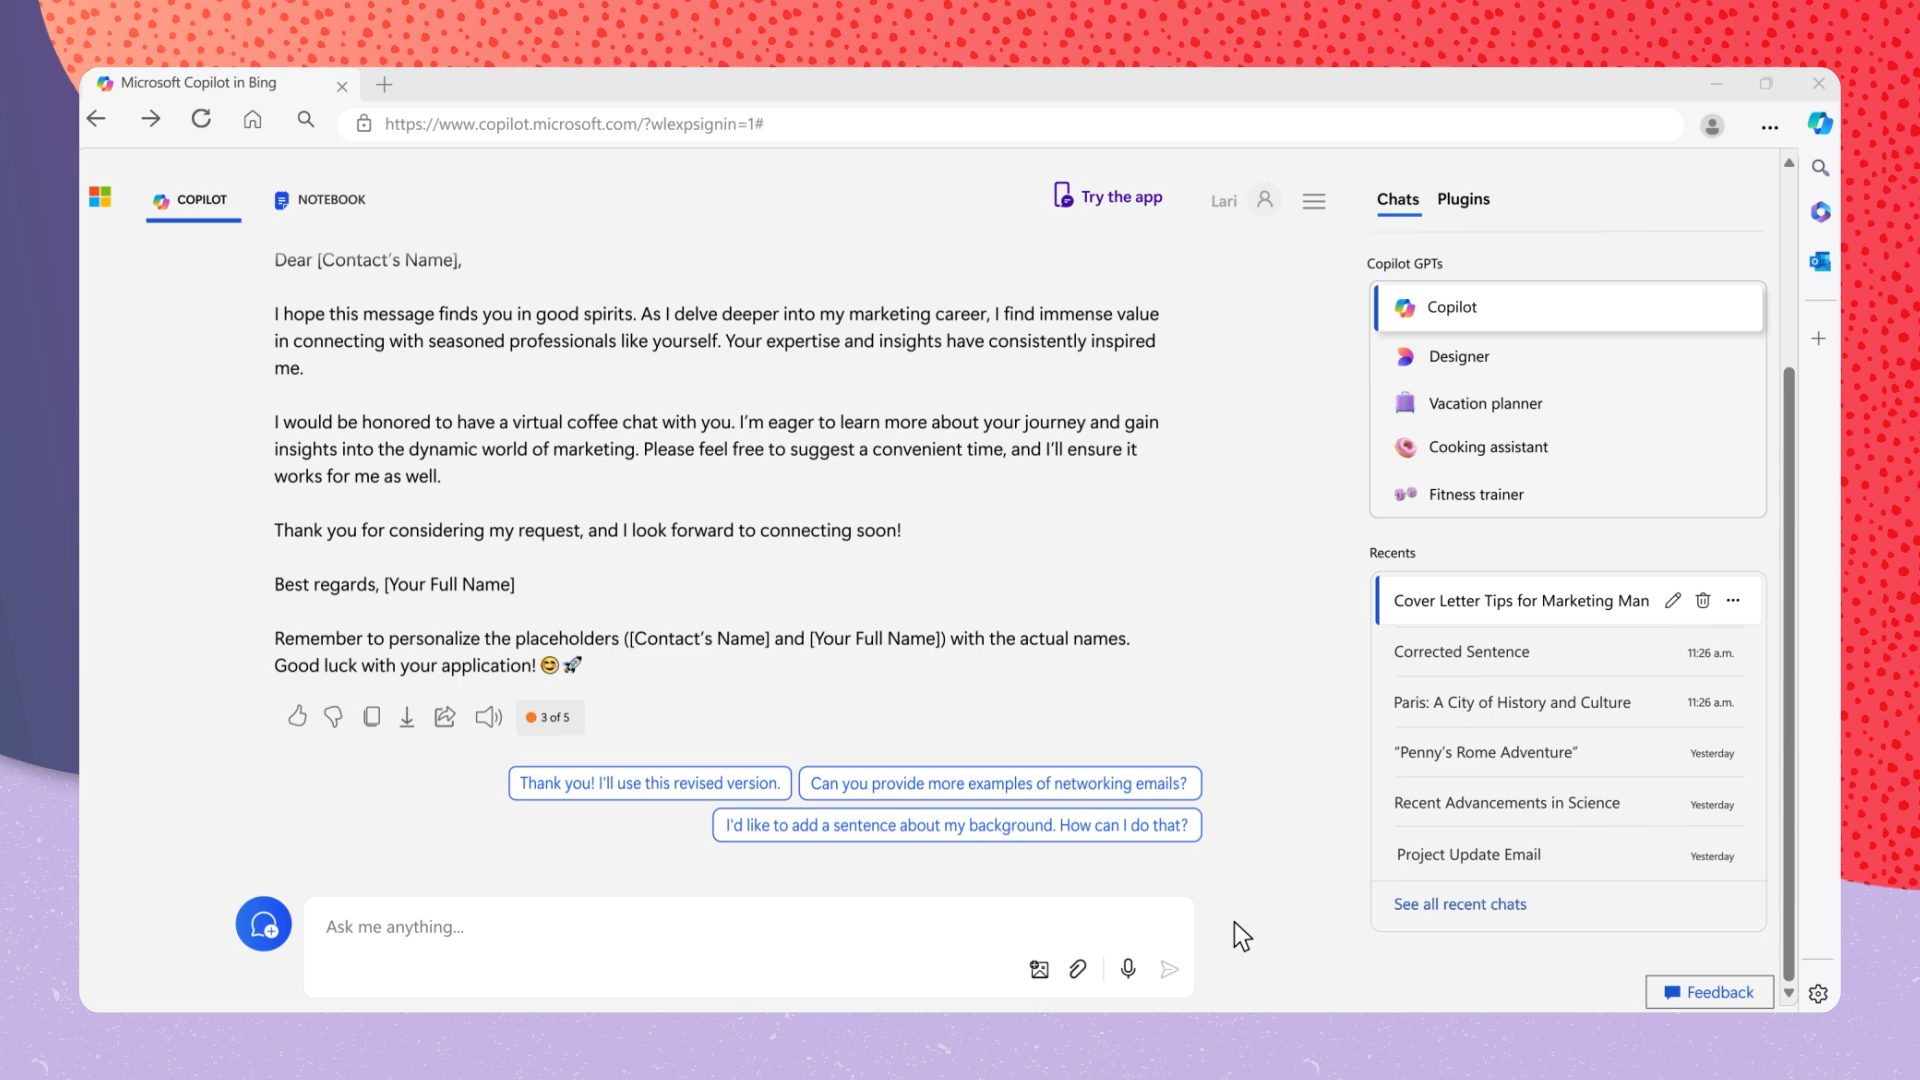 Microsoft Copilot in Bing
https://www.copilot.microsoft.com/?wlexpsignin=1#
COPILOT
NOTEBOOK
Try the app
Lari
Dear [Contact's Name],
I hope this message finds you in good spirits. As I delve deeper into my marketing career, I find immense value
in connecting with seasoned professionals like yourself. Your expertise and insights have consistently inspired
me.
I would be honored to have a virtual coffee chat with you. I'm eager to learn more about your journey and gain
insights into the dynamic world of marketing. Please feel free to suggest a convenient time, and I'll ensure it
works for me as well.
Thank you for considering my request, and I look forward to connecting soon!
Best regards, [Your Full Name]
Remember to personalize the placeholders ([Contact's Name] and [Your Full Name]) with the actual names.
Good luck with your application! 😊🚀
3 of 5
Thank you! I'll use this revised version.
Can you provide more examples of networking emails?
I'd like to add a sentence about my background. How can I do that?
Ask me anything...
Chats
Plugins
Copilot GPTs
Copilot
Designer
Vacation planner
Cooking assistant
Fitness trainer
Recents
Cover Letter Tips for Marketing Man
Corrected Sentence 11:26 a.m.
Paris: A City of History and Culture 11:26 a.m.
"Penny's Rome Adventure" Yesterday
Recent Advancements in Science Yesterday
Project Update Email Yesterday
See all recent chats
Feedback